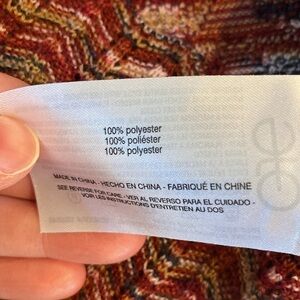 100% polyester
100% poliéster
100% polyester
MADE IN CHINA - HECHO EN CHINA - FABRIQUÉ EN CHINE
SEE REVERSE FOR CARE - VER AL REVERSO PARA EL CUIDADO -
VOIR LES INSTRUCTIONS D'ENTRETIEN AU DOS